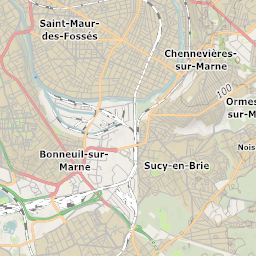 Saint-Maur-
des-Fossés
Chennevières-
sur-Marne
100
Ormes
sur-M
Nois
Bonneuil-sur-
Marne
Sucy-en-Brie